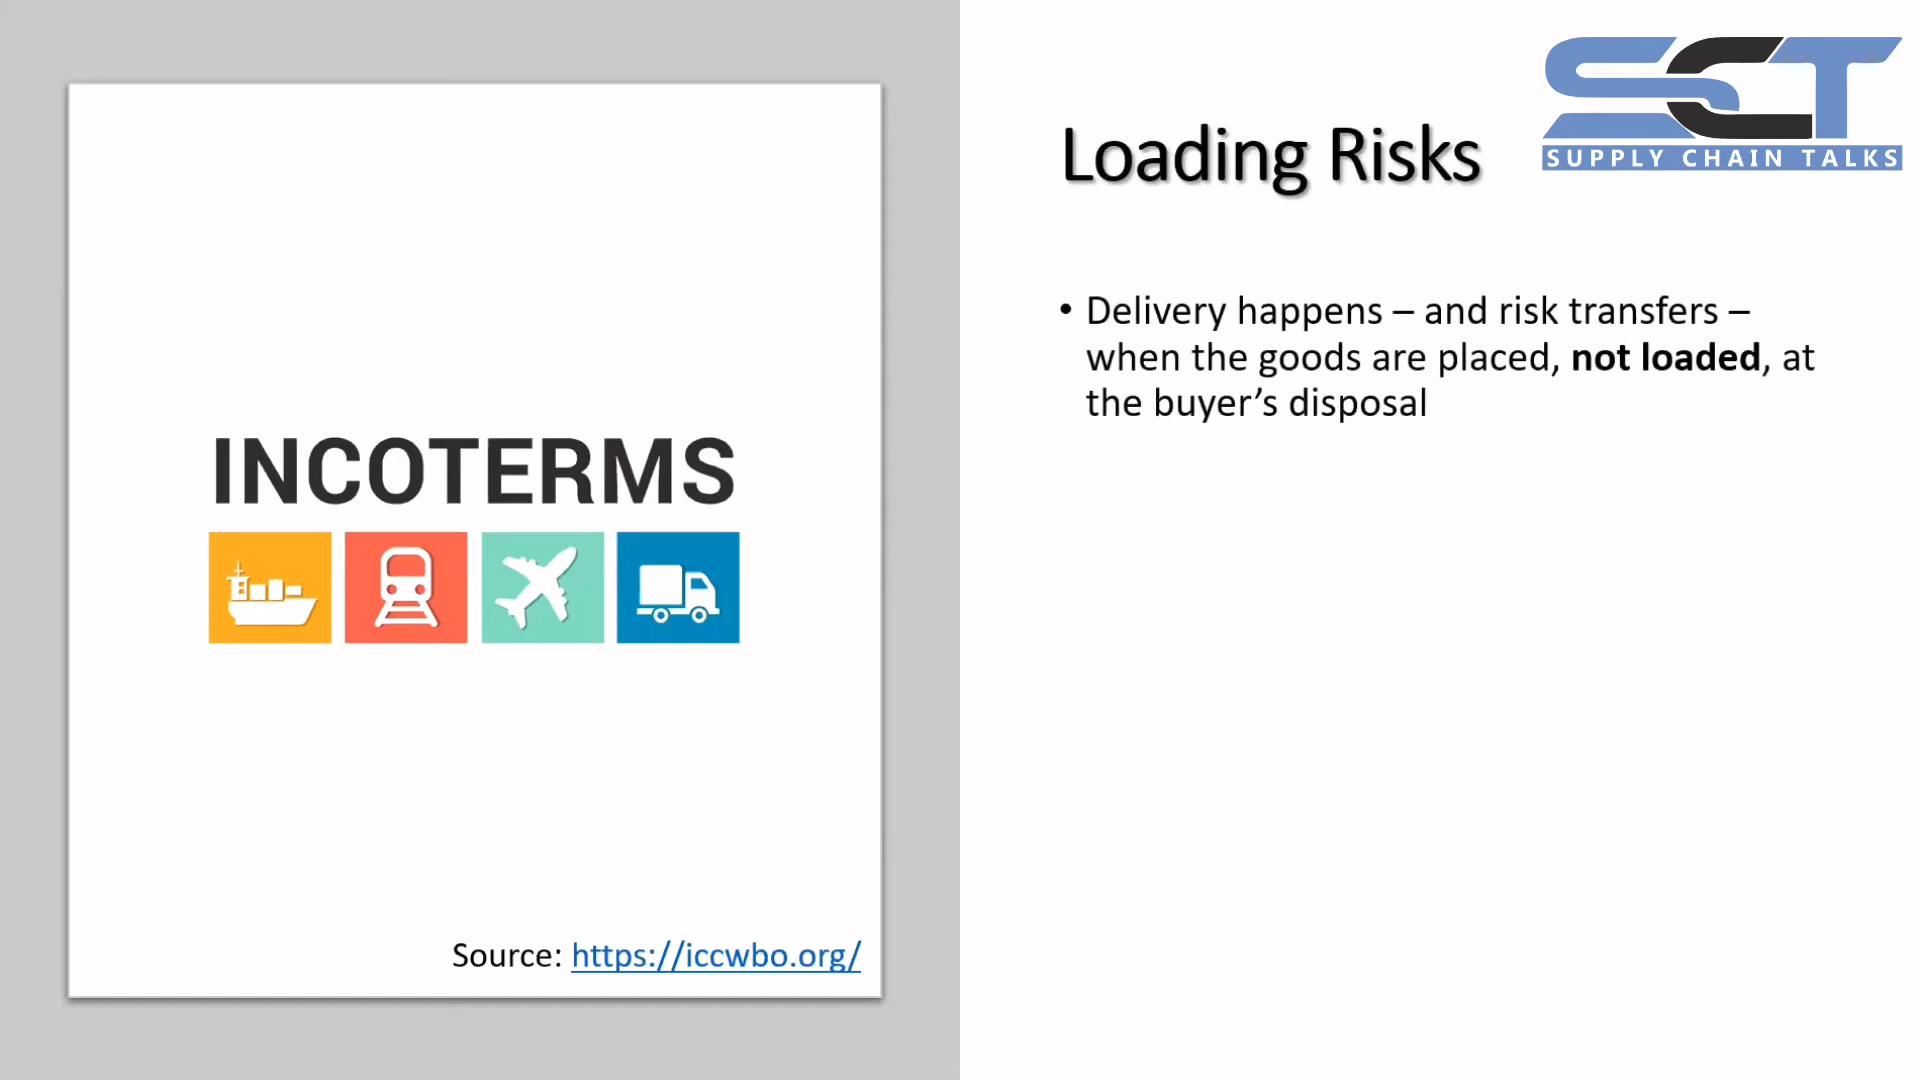 INCOTERMS
Source: https://iccwbo.org/
SCT
SUPPLY CHAIN TALKS
Loading Risks
• Delivery happens – and risk transfers –
when the goods are placed, not loaded, at
the buyer’s disposal